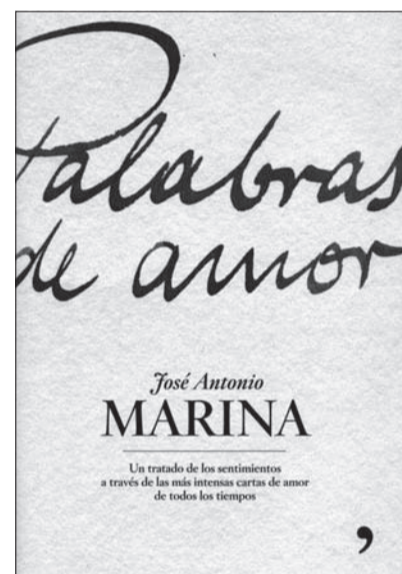 Palabras
de amor
José Antonio
MARINA
Un tratado de los sentimientos
a través de las más intensas cartas de amor
de todos los tiempos